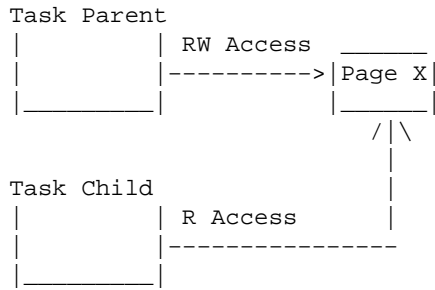 Task Parent
RW Access
Page X
Task Child
R Access